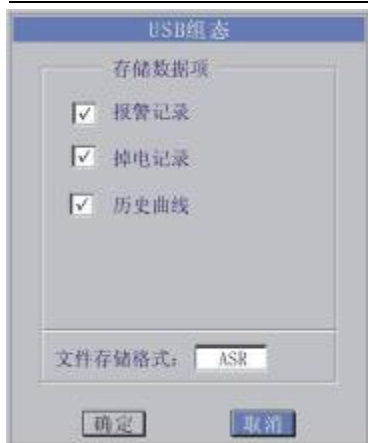 USB组态
存储数据项
报警记录
掉电记录
历史曲线
文件存储格式： ASR
确定 取消